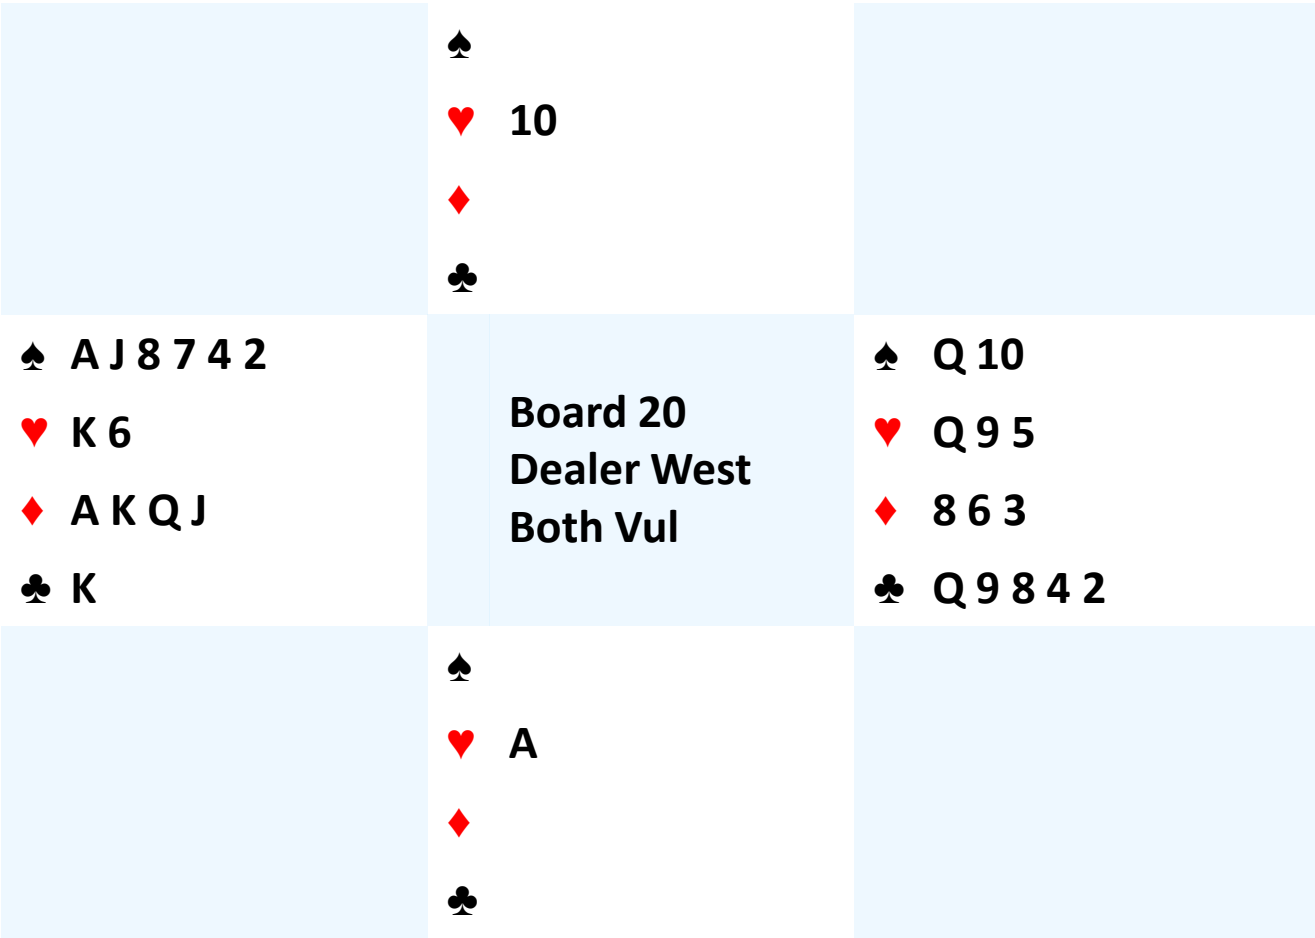 ♠
♥ 10
♦
♣
♠ A J 8 7 4 2
♥ K 6
♦ A K Q J
♣ K
Board 20
Dealer West
Both Vul
♠ Q 10
♥ Q 9 5
♦ 8 6 3
♣ Q 9 8 4 2
♠
♥ A
♦
♣